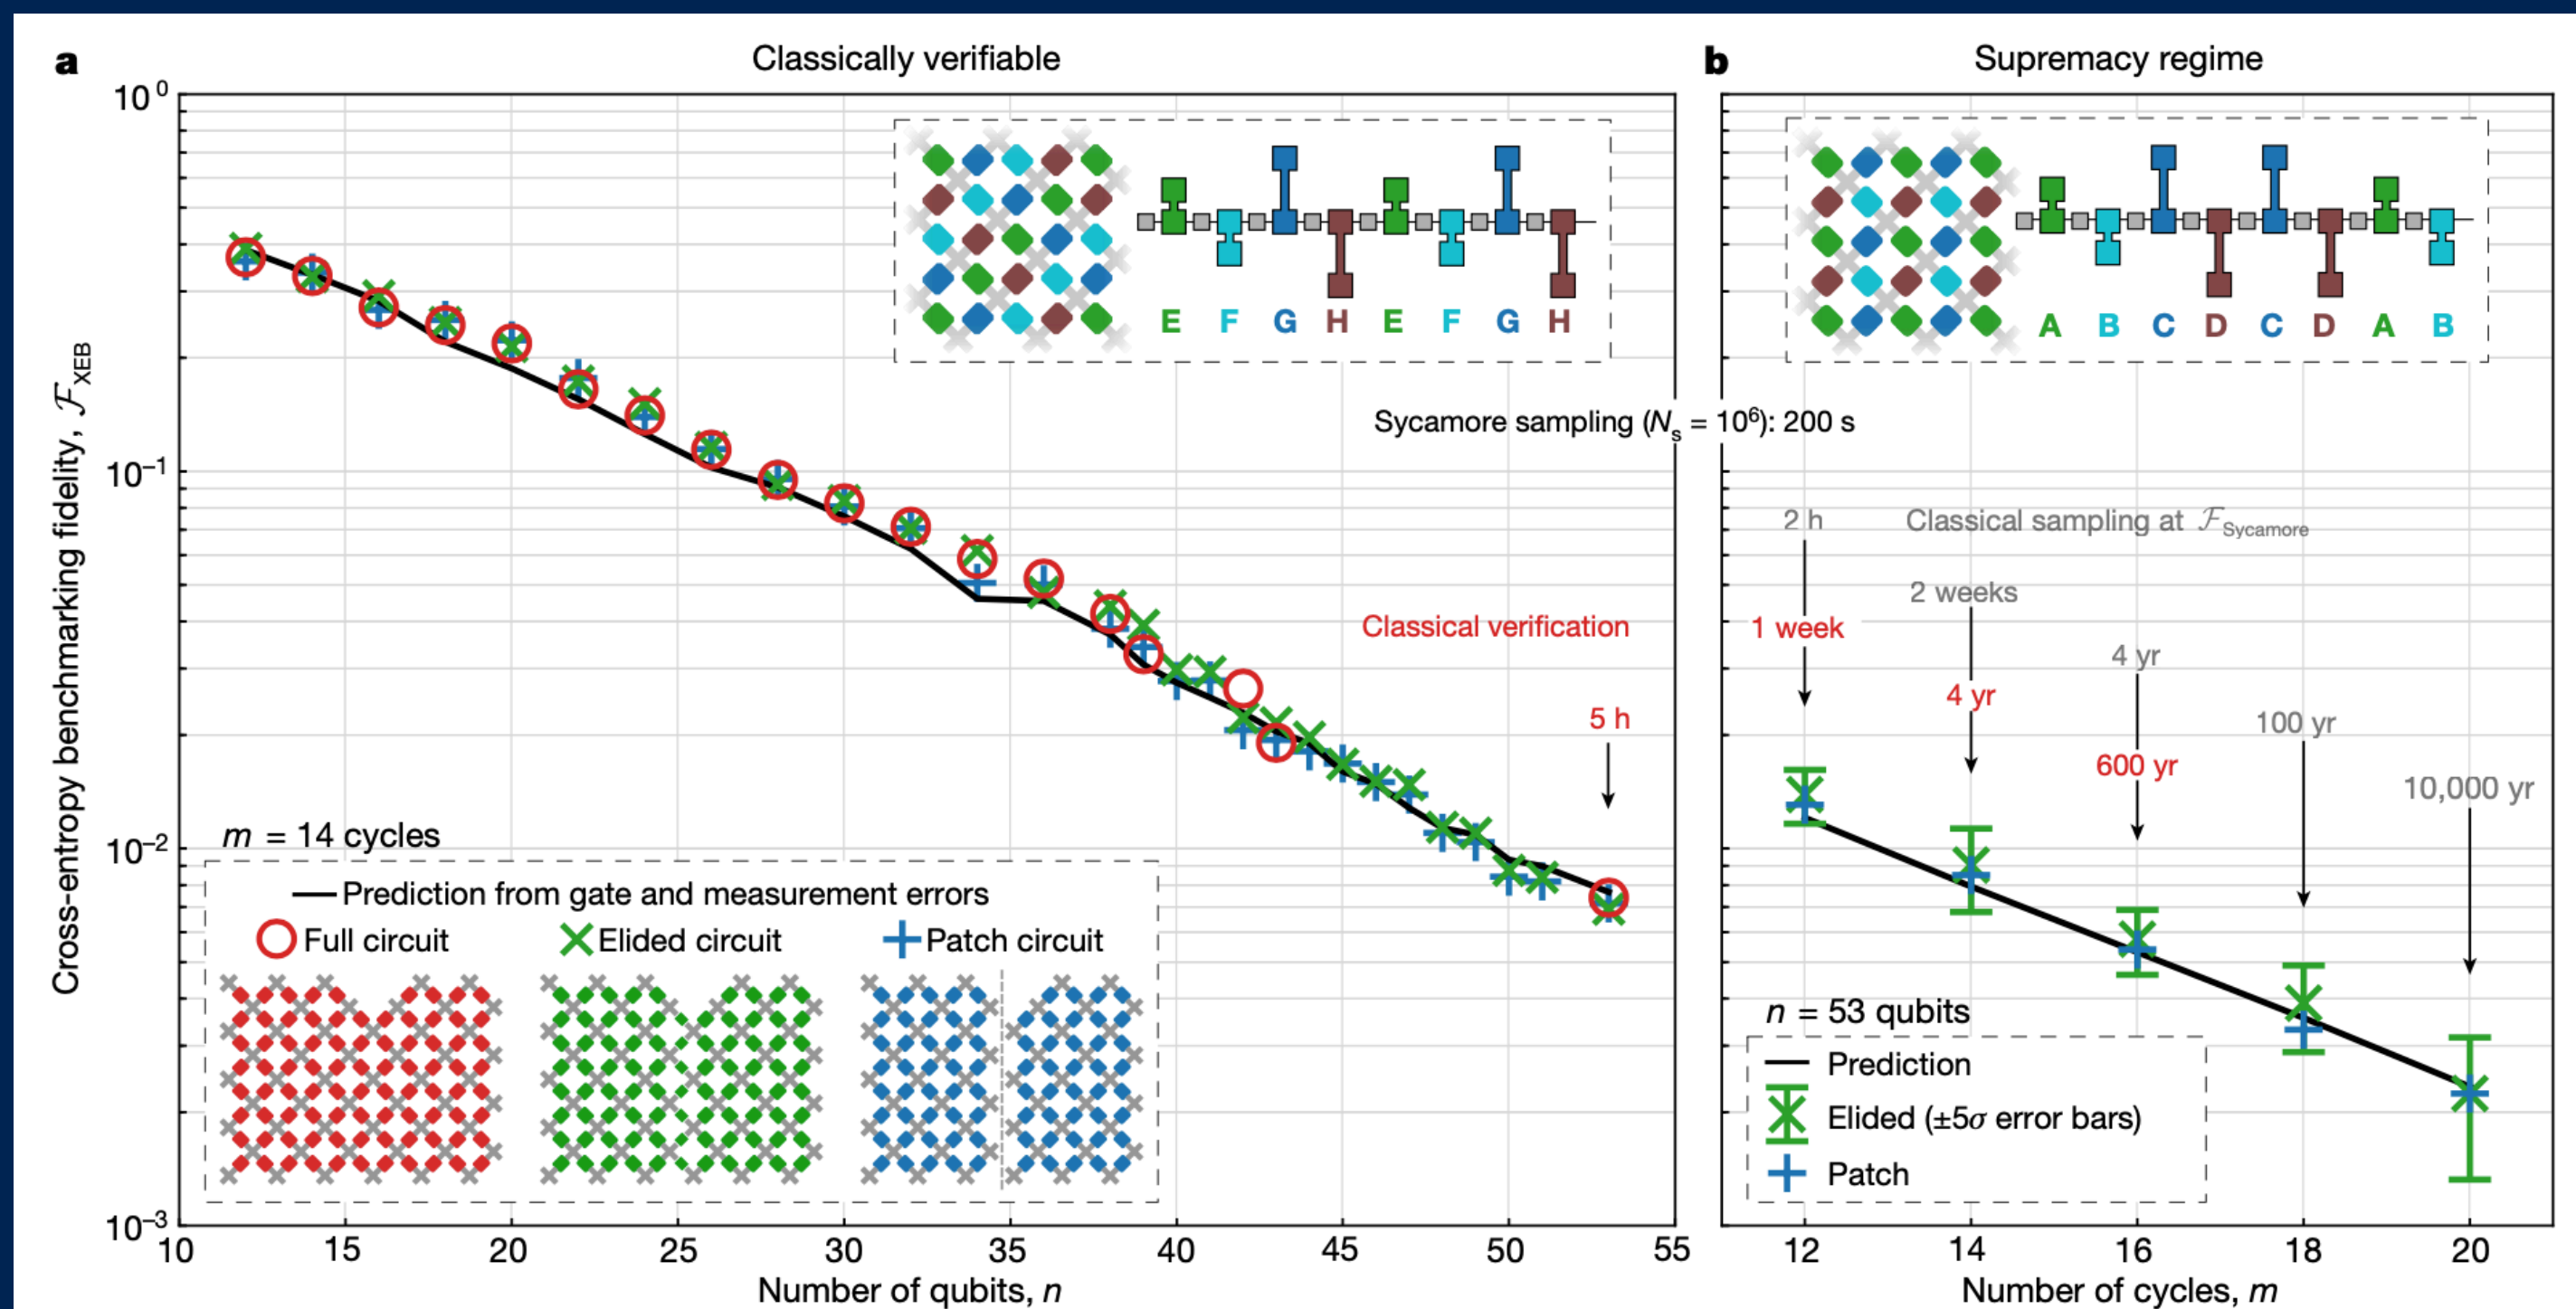 a
Classically verifiable
b
Supremacy regime
Cross-entropy benchmarking fidelity, ℱ_XEB
10⁰
10⁻¹
10⁻²
10⁻³
E F G H E F G H
A B C D C D A B
Sycamore sampling (Nₛ = 10⁶): 200 s
Classical verification
5 h
m = 14 cycles
Prediction from gate and measurement errors
Full circuit
Elided circuit
Patch circuit
10 15 20 25 30 35 40 45 50 55
Number of qubits, n
2 h
Classical sampling at ℱ_Sycamore
2 weeks
1 week
4 yr
4 yr
100 yr
600 yr
10,000 yr
n = 53 qubits
Prediction
Elided (±5σ error bars)
Patch
12 14 16 18 20
Number of cycles, m